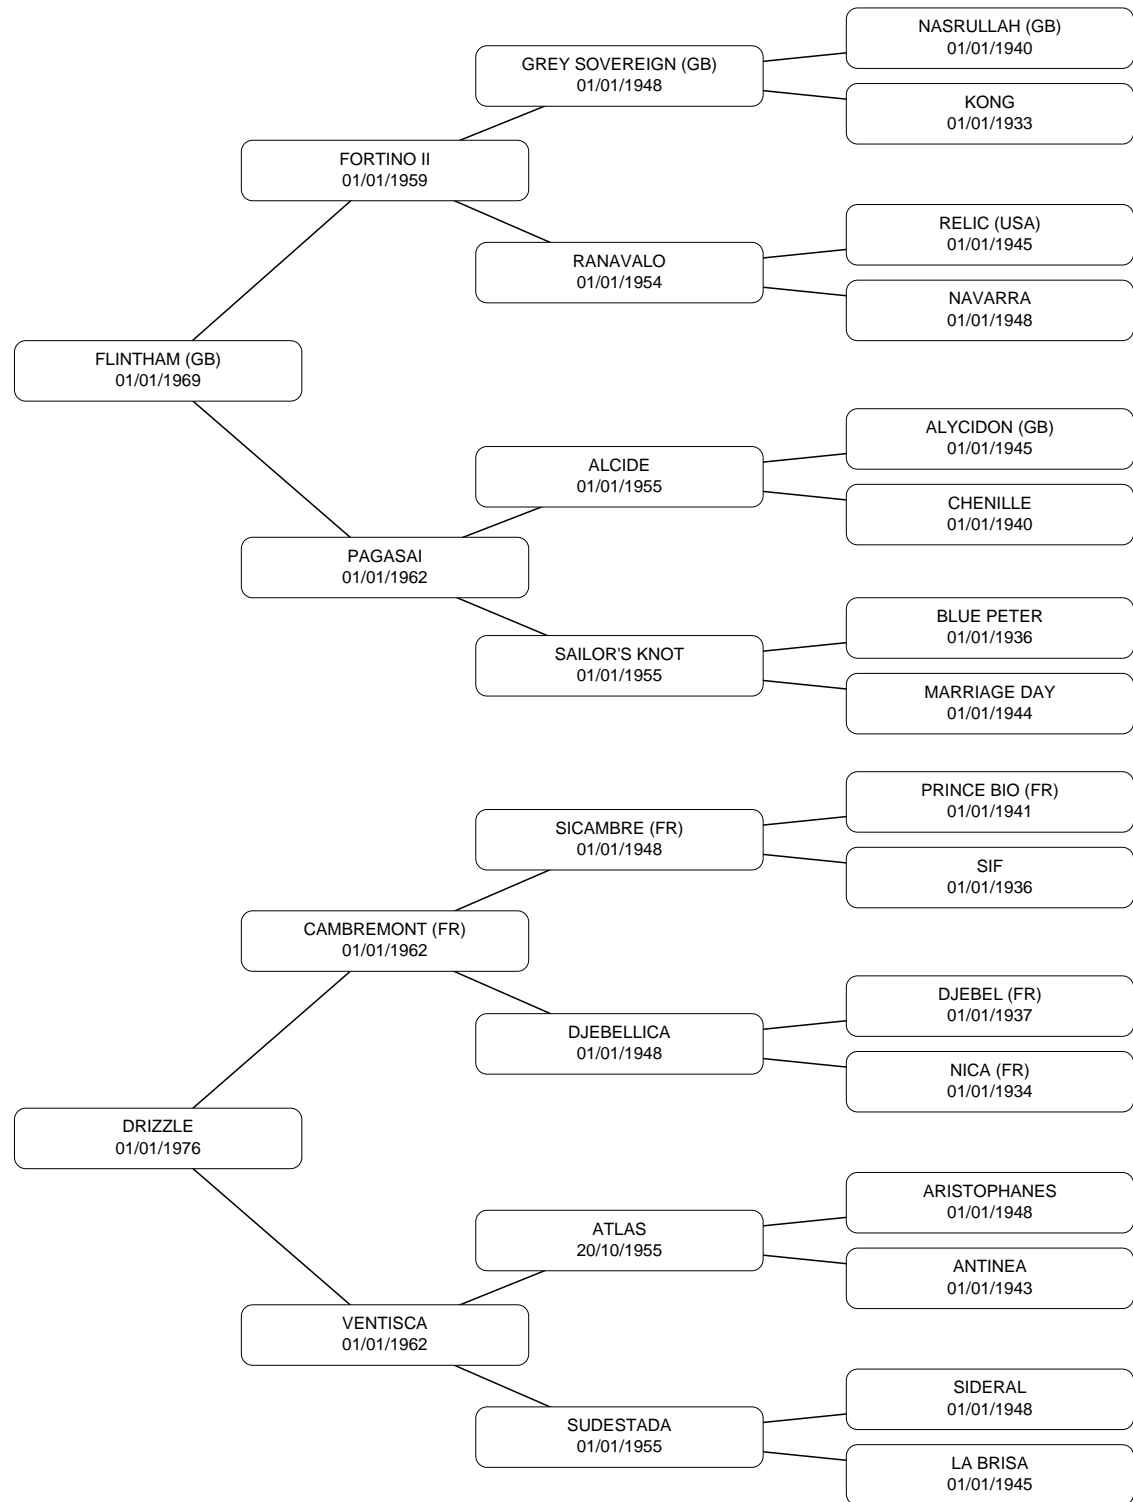 NASRULLAH (GB)
01/01/1940
GREY SOVEREIGN (GB)
01/01/1948
KONG
01/01/1933
FORTINO II
01/01/1959
RELIC (USA)
01/01/1945
RANAVALO
01/01/1954
NAVARRA
01/01/1948
FLINTHAM (GB)
01/01/1969
ALYCIDON (GB)
01/01/1945
ALCIDE
01/01/1955
CHENILLE
01/01/1940
PAGASAI
01/01/1962
BLUE PETER
01/01/1936
SAILOR'S KNOT
01/01/1955
MARRIAGE DAY
01/01/1944
PRINCE BIO (FR)
01/01/1941
SICAMBRE (FR)
01/01/1948
SIF
01/01/1936
CAMBREMONT (FR)
01/01/1962
DJEBEL (FR)
01/01/1937
DJEBELLICA
01/01/1948
NICA (FR)
01/01/1934
DRIZZLE
01/01/1976
ARISTOPHANES
01/01/1948
ATLAS
20/10/1955
ANTINEA
01/01/1943
VENTISCA
01/01/1962
SIDERAL
01/01/1948
SUDESTADA
01/01/1955
LA BRISA
01/01/1945